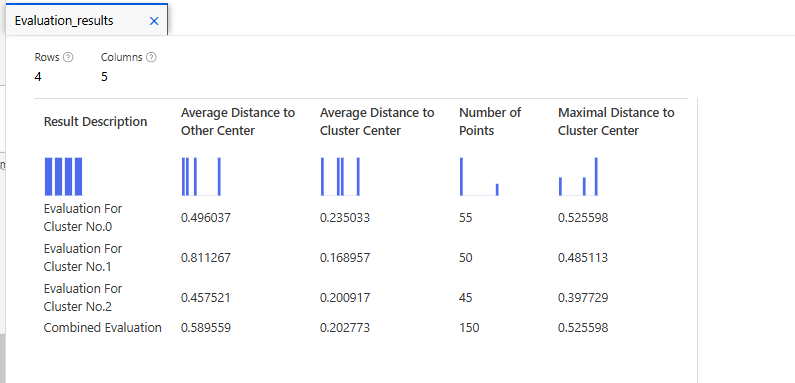 Evaluation_results ×
Rows Columns
4 5
Result Description Average Distance to Other Center Average Distance to Cluster Center Number of Points Maximal Distance to Cluster Center
Evaluation For Cluster No.0 0.496037 0.235033 55 0.525598
Evaluation For Cluster No.1 0.811267 0.168957 50 0.485113
Evaluation For Cluster No.2 0.457521 0.200917 45 0.397729
Combined Evaluation 0.589559 0.202773 150 0.525598